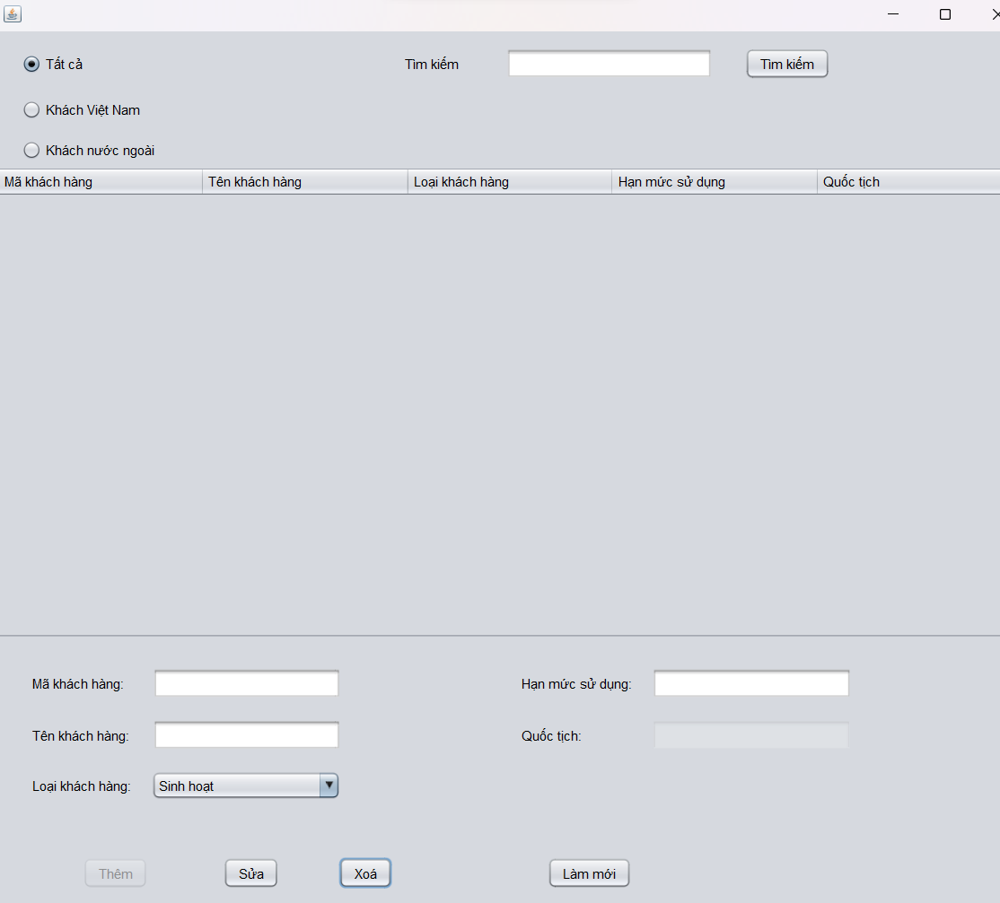 Tất cả
Tìm kiếm
Tìm kiếm
Khách Việt Nam
Khách nước ngoài
Mã khách hàng
Tên khách hàng
Loại khách hàng
Hạn mức sử dụng
Quốc tịch
Mã khách hàng:
Hạn mức sử dụng:
Tên khách hàng:
Quốc tịch:
Loại khách hàng:
Sinh hoạt
Thêm
Sửa
Xoá
Làm mới